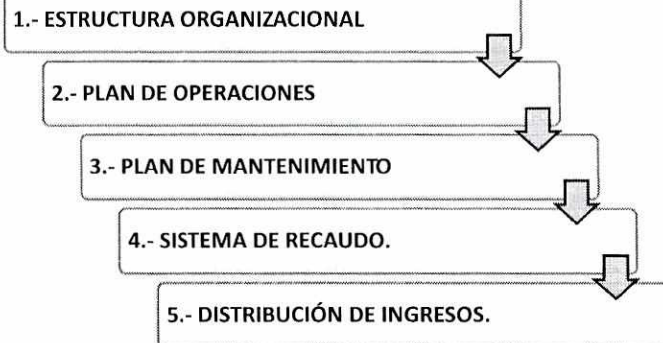 1.- ESTRUCTURA ORGANIZACIONAL
2.- PLAN DE OPERACIONES
3.- PLAN DE MANTENIMIENTO
4.- SISTEMA DE RECAUDO.
5.- DISTRIBUCIÓN DE INGRESOS.